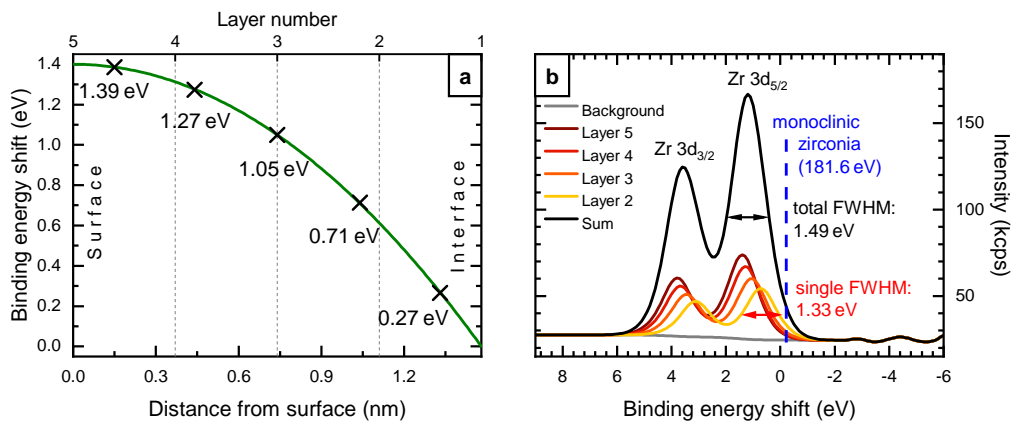 Layer number
5 4 3 2 1
a
1.4
1.2
1.0
0.8
0.6
0.4
0.2
0.0
Binding energy shift (eV)
1.39 eV
1.27 eV
1.05 eV
0.71 eV
0.27 eV
Surface
Interface
0.0 0.3 0.6 0.9 1.2
Distance from surface (nm)
b
Zr 3d5/2
Zr 3d3/2
Background
Layer 5
Layer 4
Layer 3
Layer 2
Sum
monoclinic
zirconia
(181.6 eV)
total FWHM:
1.49 eV
single FWHM:
1.33 eV
150
100
50
Intensity (kcps)
8 6 4 2 0 -2 -4 -6
Binding energy shift (eV)